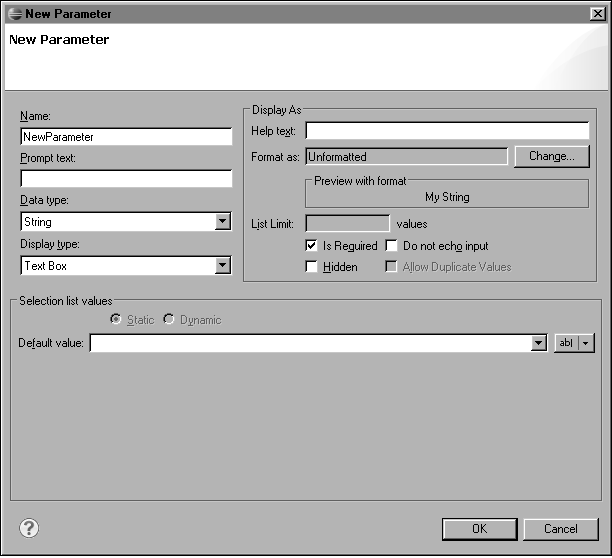 New Parameter
New Parameter
Name:
NewParameter
Prompt text:
Data type:
String
Display type:
Text Box
Display As
Help text:
Format as: Unformatted Change...
Preview with format
My String
List Limit: values
Is Required Do not echo input
Hidden Allow Duplicate Values
Selection list values
Static Dynamic
Default value: ab|
? OK Cancel